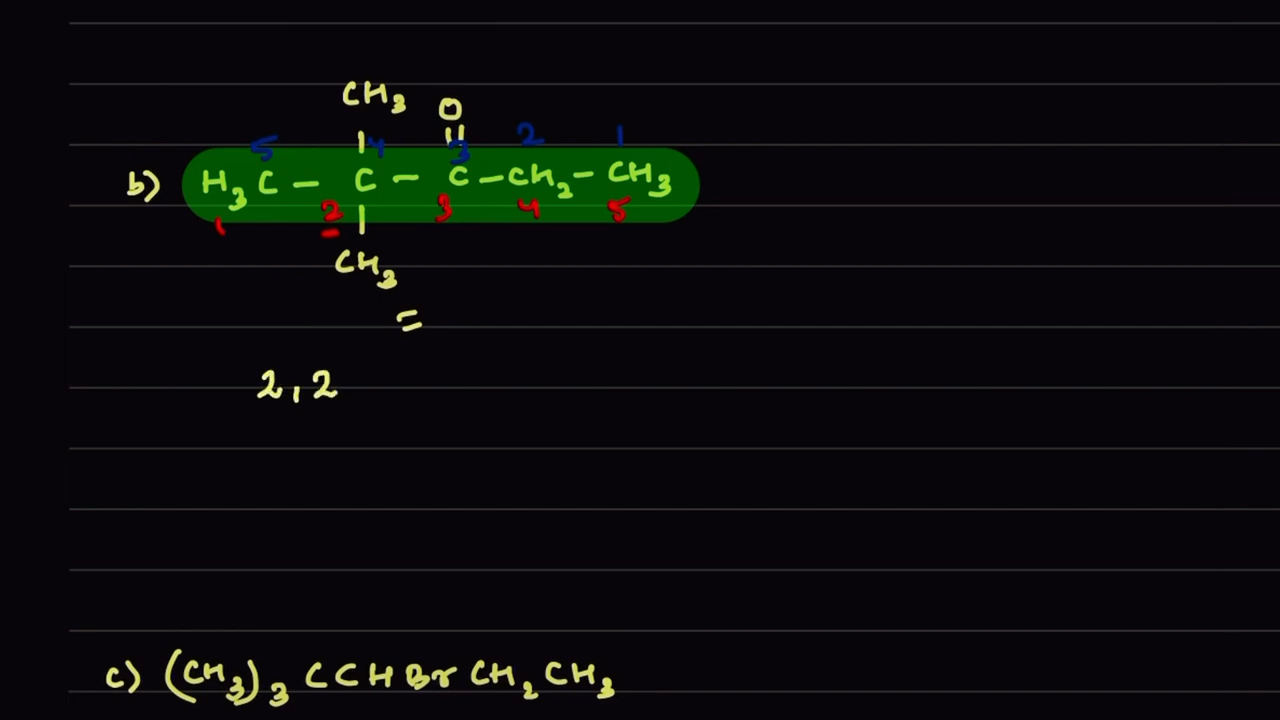 CH₃ O
5 4 3 2 1
b) H₃C - C - C - CH₂ - CH₃
1 2 3 4 5
CH₃
=
2, 2
c) (CH₃)₃ CCHBrCH₂CH₃